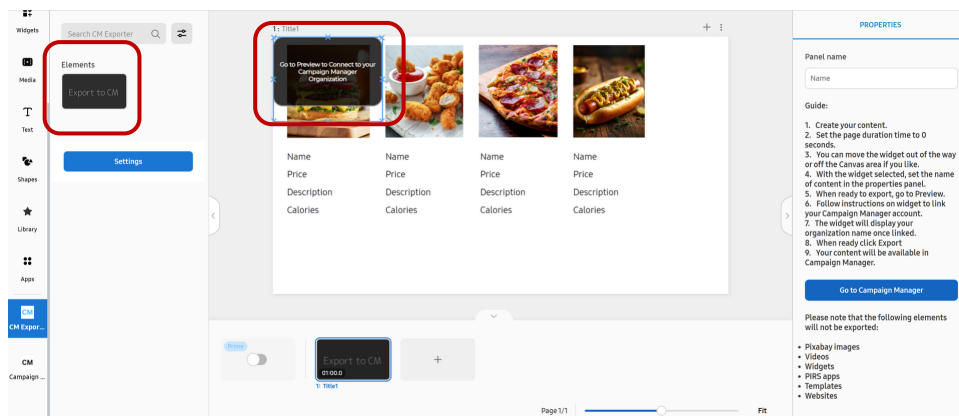 Widgets
Media
Text
Shapes
Library
Apps
CM
CM Expor...
CM
Campaign ...
Search CM Exporter
Elements
Export to CM
Settings
1: Title1
Go to Preview to Connect to your
Campaign Manager
Organization
Name
Price
Description
Calories
Name
Price
Description
Calories
Name
Price
Description
Calories
Name
Price
Description
Calories
Export to CM
01:00.0
1: Title1
Page 1/1
Fit
PROPERTIES
Panel name
Name
Guide:
1. Create your content.
2. Set the page duration time to 0
seconds.
3. You can move the widget out of the way
or off the Canvas area if you like.
4. With the widget selected, set the name
of content in the properties panel.
5. When ready to export, go to Preview.
6. Follow instructions on widget to link
your Campaign Manager account.
7. The widget will display your
organization name once linked.
8. When ready click Export
9. Your content will be available in
Campaign Manager.
Go to Campaign Manager
Please note that the following elements
will not be exported:
• Pixabay images
• Videos
• Widgets
• PIRS apps
• Templates
• Websites